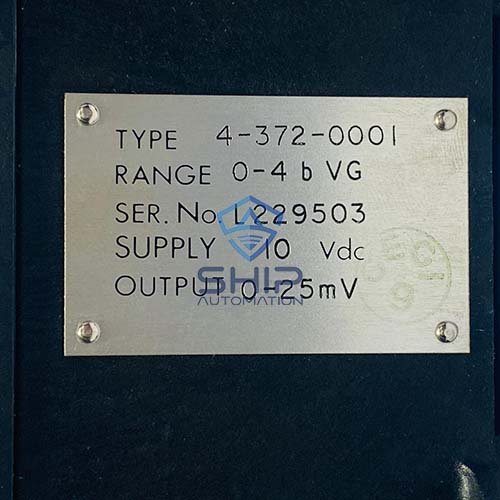 TYPE 4-372-0001
RANGE 0-4 b VG
SER. No. L229503
SUPPLY 10 Vdc
OUTPUT 0-25mV
SHIP
AUTOMATION